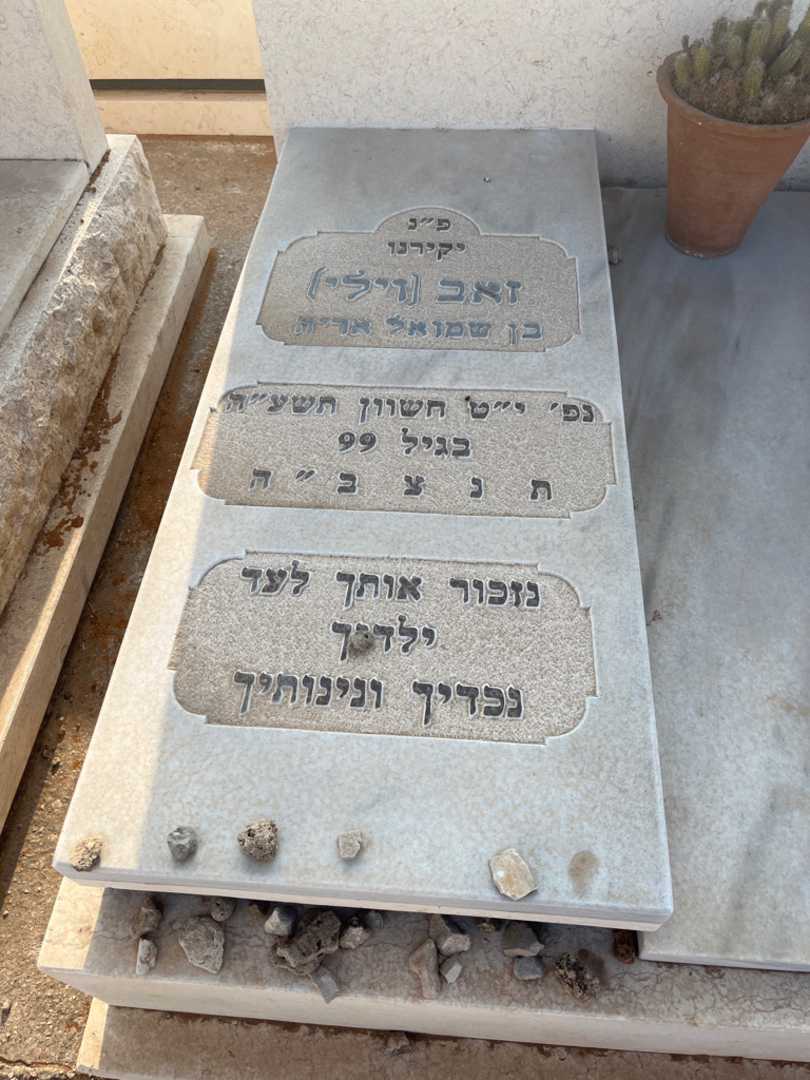 פ״נ
יקירנו
זאב (וילי)
בן שמואל אריה
נפ׳ י״ט חשוון תשע״ה
בגיל 99
ת נ צ ב ״ ה
נזכור אותך לעד
ילדיך
נכדיך ונינותיך